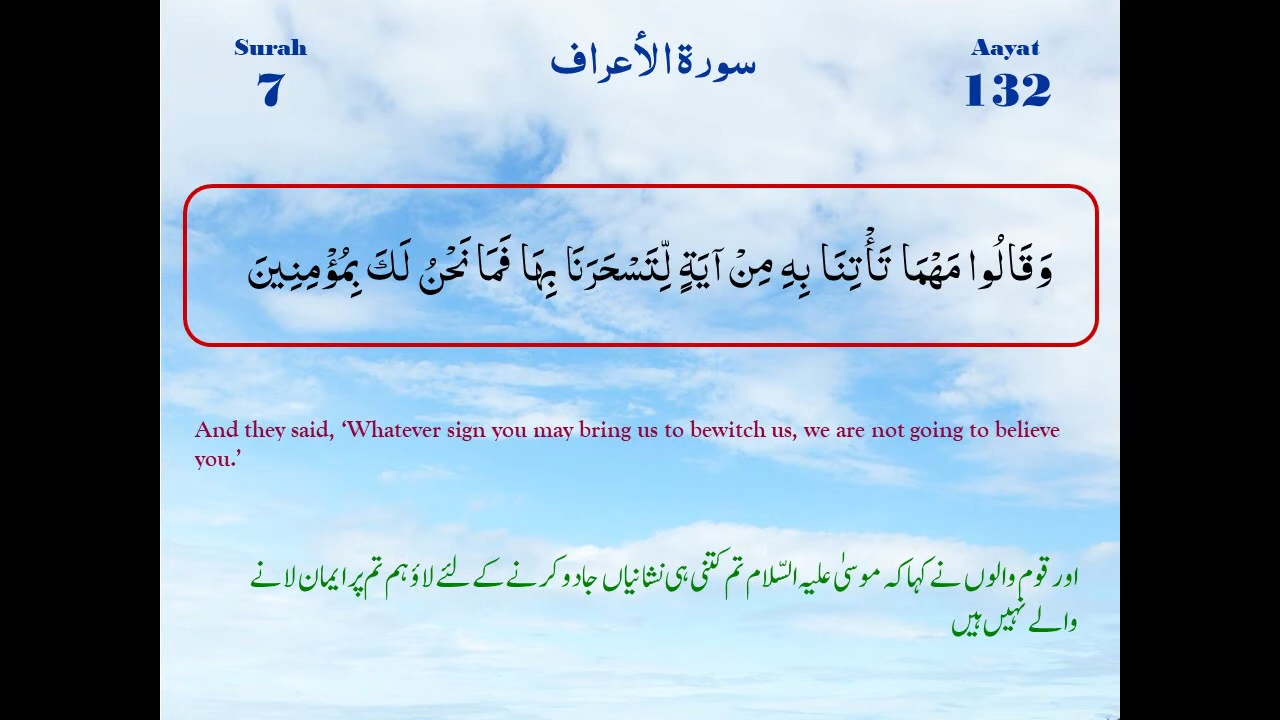 Surah
7
سورة الأعراف
Aayat
132
وَقَالُوا مَهْمَا تَأْتِنَا بِهِ مِنْ آيَةٍ لِّتَسْحَرَنَا بِهَا فَمَا نَحْنُ لَكَ بِمُؤْمِنِينَ
And they said, ‘Whatever sign you may bring us to bewitch us, we are not going to believe
you.’
اور قوم والوں نے کہا کہ موسیٰ علیہ السّلام تم کتنی ہی نشانیاں جادو کرنے کے لئے لاؤ ہم تم پر ایمان لانے
والے نہیں ہیں